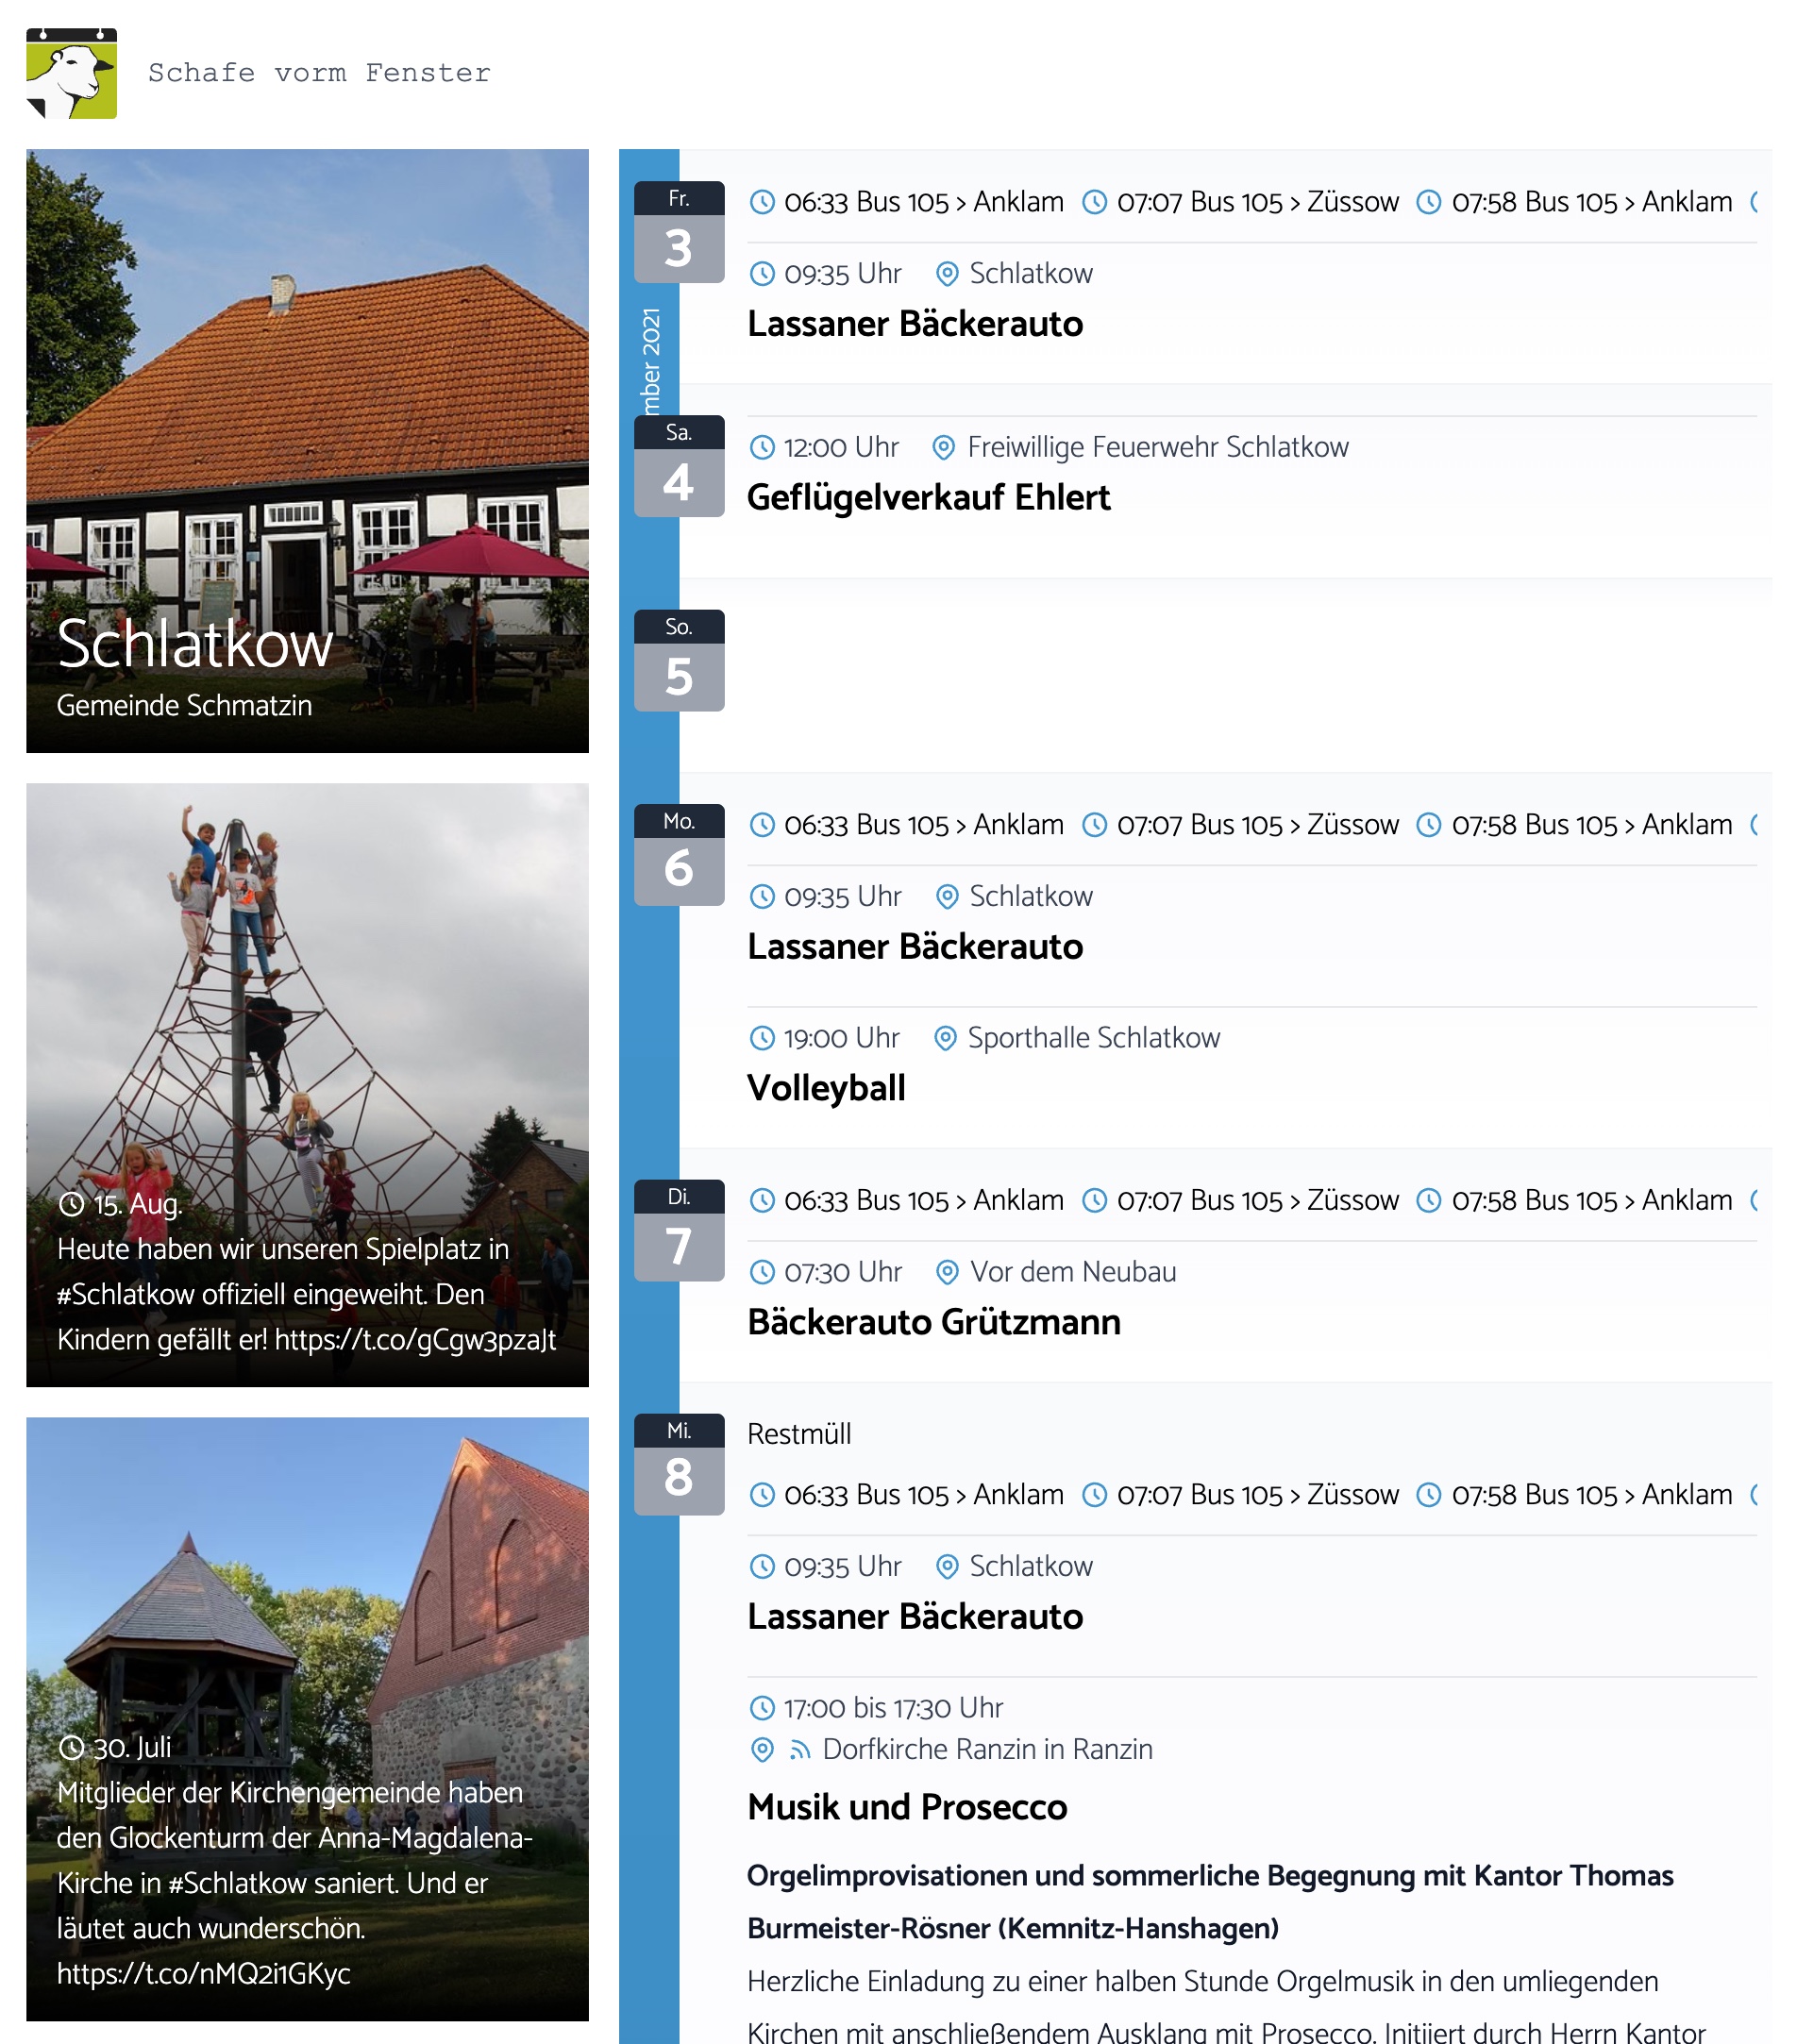 Schafe vorm Fenster
Schlatkow
Gemeinde Schmatzin
15. Aug.
Heute haben wir unseren Spielplatz in
#Schlatkow offiziell eingeweiht. Den
Kindern gefällt er! https://t.co/gCgw3pzaJt
30. Juli
Mitglieder der Kirchengemeinde haben
den Glockenturm der Anna-Magdalena-
Kirche in #Schlatkow saniert. Und er
läutet auch wunderschön.
https://t.co/nMQ2i1GKyc
mber 2021
Fr.
3
06:33 Bus 105 > Anklam 07:07 Bus 105 > Züssow 07:58 Bus 105 > Anklam
09:35 Uhr Schlatkow
Lassaner Bäckerauto
Sa.
4
12:00 Uhr Freiwillige Feuerwehr Schlatkow
Geflügelverkauf Ehlert
So.
5
Mo.
6
06:33 Bus 105 > Anklam 07:07 Bus 105 > Züssow 07:58 Bus 105 > Anklam
09:35 Uhr Schlatkow
Lassaner Bäckerauto
19:00 Uhr Sporthalle Schlatkow
Volleyball
Di.
7
06:33 Bus 105 > Anklam 07:07 Bus 105 > Züssow 07:58 Bus 105 > Anklam
07:30 Uhr Vor dem Neubau
Bäckerauto Grützmann
Mi.
8
Restmüll
06:33 Bus 105 > Anklam 07:07 Bus 105 > Züssow 07:58 Bus 105 > Anklam
09:35 Uhr Schlatkow
Lassaner Bäckerauto
17:00 bis 17:30 Uhr
Dorfkirche Ranzin in Ranzin
Musik und Prosecco
Orgelimprovisationen und sommerliche Begegnung mit Kantor Thomas
Burmeister-Rösner (Kemnitz-Hanshagen)
Herzliche Einladung zu einer halben Stunde Orgelmusik in den umliegenden
Kirchen mit anschließendem Ausklang mit Prosecco. Initiiert durch Herrn Kantor